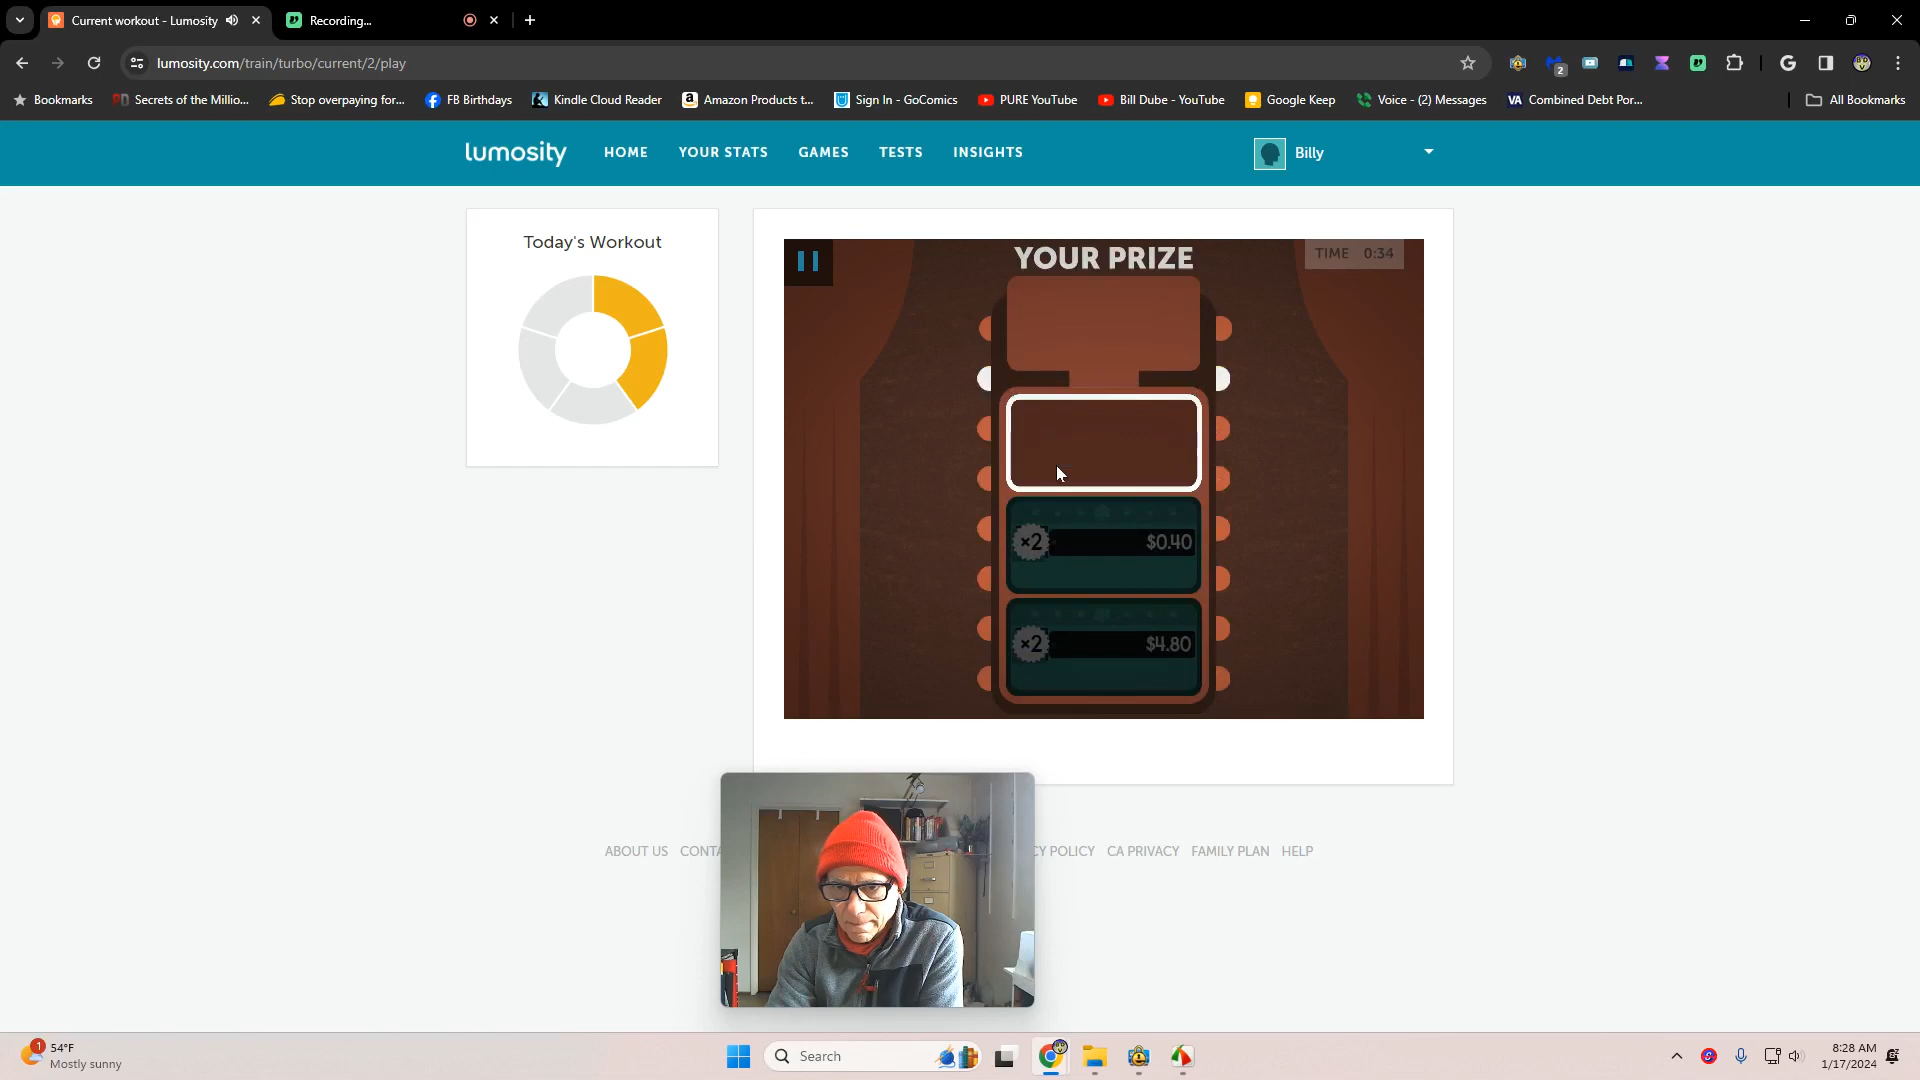 Current workout - Lumosity
Recording...
lumosity.com/train/turbo/current/2/play
2
Bookmarks
Secrets of the Millio...
Stop overpaying for...
FB Birthdays
Kindle Cloud Reader
Amazon Products t...
Sign In - GoComics
PURE YouTube
Bill Dube - YouTube
Google Keep
Voice - (2) Messages
VA Combined Debt Por...
All Bookmarks
lumosity
HOME
YOUR STATS
GAMES
TESTS
INSIGHTS
Billy
Today's Workout
YOUR PRIZE
TIME 0:34
×2 $0.40
×2 $4.80
ABOUT US
CY POLICY
CA PRIVACY
FAMILY PLAN
HELP
1
54°F
Mostly sunny
Search
8:28 AM
1/17/2024